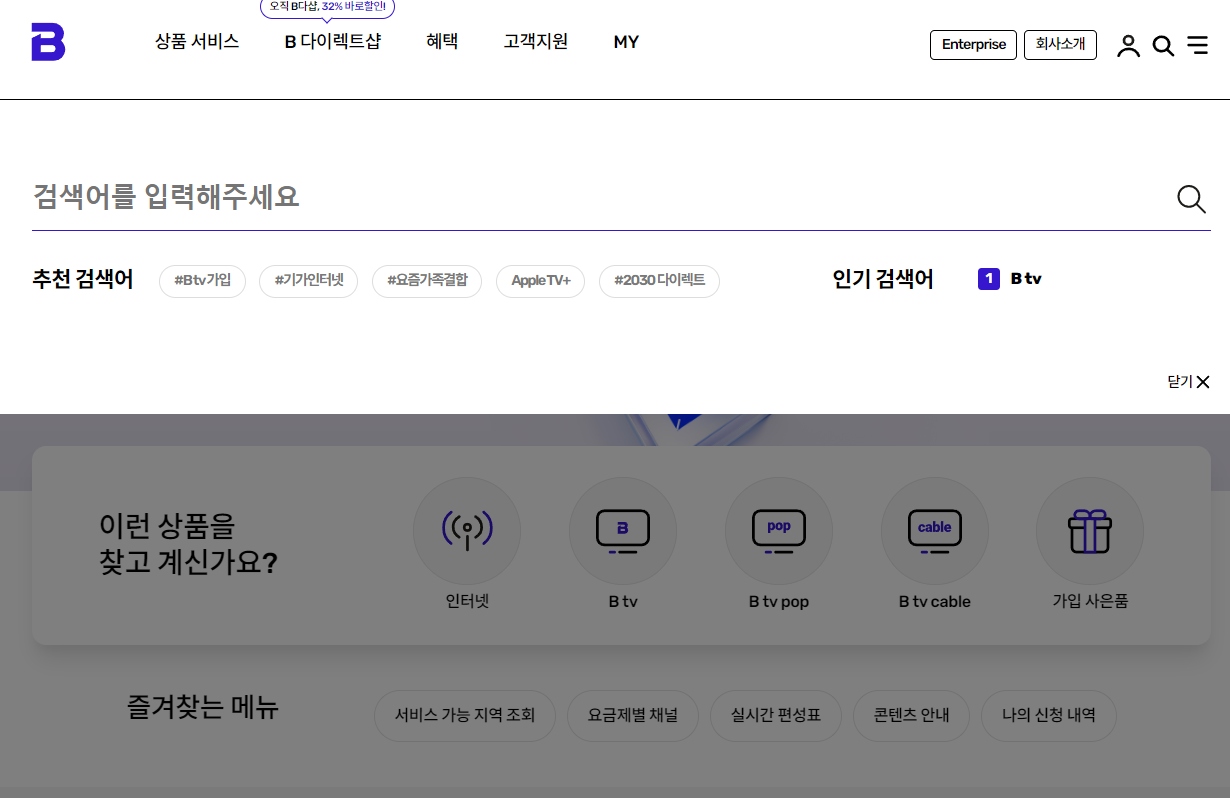 오직 B다샵, 32% 바로할인!
B
상품 서비스
B 다이렉트샵
혜택
고객지원
MY
Enterprise
회사소개
검색어를 입력해주세요
추천 검색어
#B tv 가입
#기가인터넷
#요즘가족결합
Apple TV+
#2030 다이렉트
인기 검색어
1 B tv
닫기
이런 상품을
찾고 계신가요?
B
pop
cable
인터넷
B tv
B tv pop
B tv cable
가입 사은품
즐겨찾는 메뉴
서비스 가능 지역 조회
요금제별 채널
실시간 편성표
콘텐츠 안내
나의 신청 내역